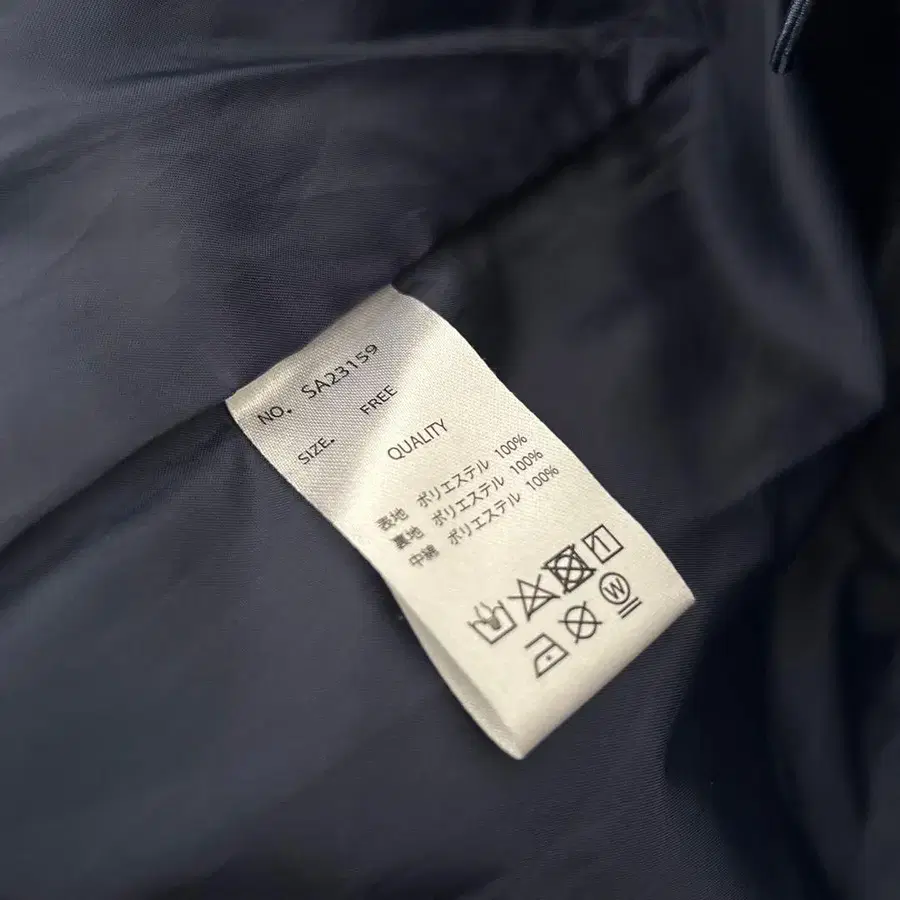 NO. SA23159
SIZE. FREE
QUALITY
表地 ポリエステル 100%
裏地 ポリエステル 100%
中綿 ポリエステル 100%
W